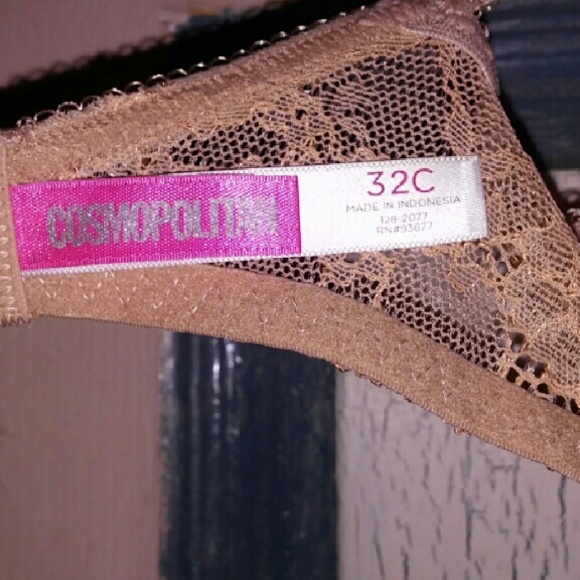 COSMOPOLITAN
32C
MADE IN INDONESIA
128-2077
RN#93677